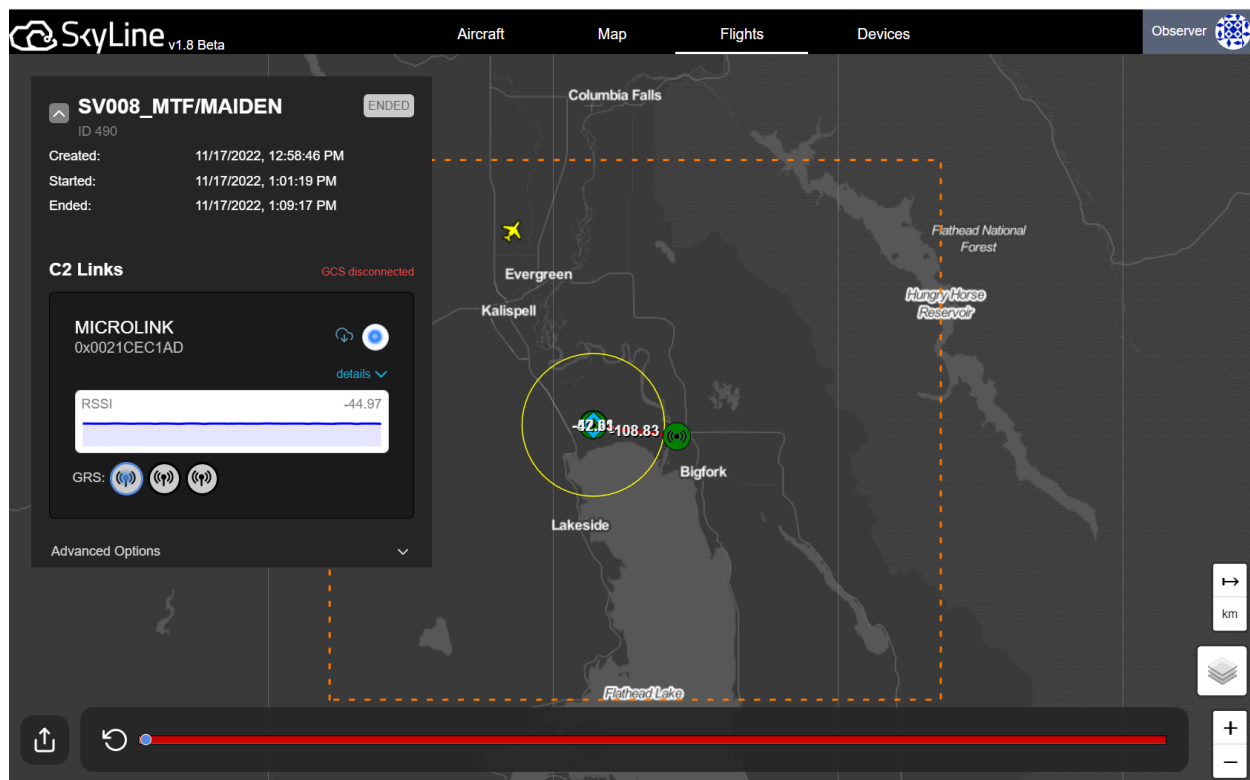 SkyLine v1.8 Beta
Aircraft
Map
Flights
Devices
Observer
SV008_MTF/MAIDEN
ENDED
ID 490
Created: 11/17/2022, 12:58:46 PM
Started: 11/17/2022, 1:01:19 PM
Ended: 11/17/2022, 1:09:17 PM
C2 Links
GCS disconnected
MICROLINK
0x0021CEC1AD
details
RSSI -44.97
GRS:
Advanced Options
Columbia Falls
Flathead National
Forest
Evergreen
Hungry Horse
Reservoir
Kalispell
-108.83
Bigfork
Lakeside
Flathead Lake
km
+
−